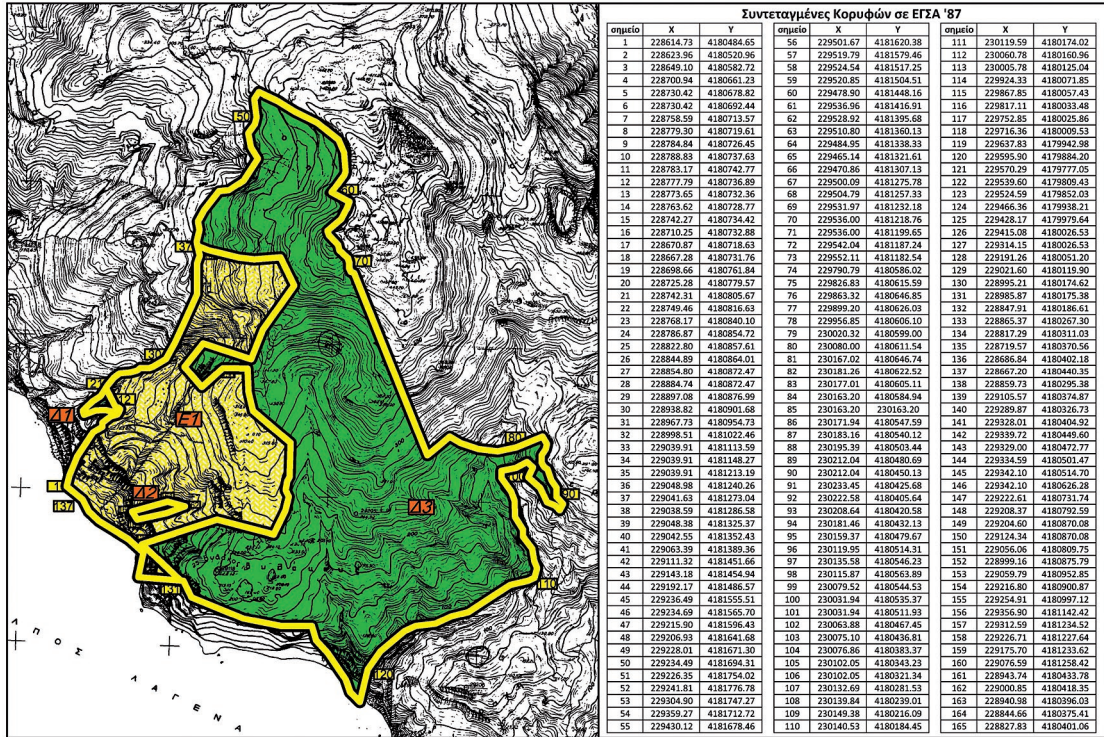 Συντεταγμένες Κορυφών σε ΕΓΣΑ '87
σημείο X Y σημείο X Y σημείο X Y
1 228614.73 4180484.65 56 229501.67 4181620.38 111 230119.59 4180174.02
2 228623.96 4180520.96 57 229519.79 4181579.46 112 230060.78 4180160.96
3 228649.10 4180582.72 58 229524.54 4181517.25 113 230005.78 4180125.04
4 228700.94 4180661.23 59 229520.85 4181504.51 114 229924.33 4180071.85
5 228730.42 4180678.82 60 229478.90 4181448.16 115 229867.85 4180057.43
6 228730.42 4180692.44 61 229536.96 4181416.91 116 229817.11 4180033.48
7 228758.59 4180713.57 62 229528.92 4181395.68 117 229752.85 4180025.86
8 228779.30 4180719.61 63 229510.80 4181360.13 118 229716.36 4180009.53
9 228784.84 4180726.45 64 229484.95 4181338.33 119 229637.83 4179942.98
10 228788.83 4180737.63 65 229465.14 4181321.61 120 229595.90 4179884.20
11 228783.17 4180742.77 66 229470.86 4181307.13 121 229570.29 4179777.05
12 228777.79 4180736.89 67 229500.09 4181275.78 122 229539.60 4179809.43
13 228773.65 4180732.36 68 229504.79 4181257.33 123 229524.59 4179852.03
14 228763.62 4180728.77 69 229531.97 4181232.18 124 229466.36 4179938.21
15 228742.27 4180734.42 70 229536.00 4181218.76 125 229428.17 4179979.64
16 228710.25 4180732.88 71 229536.00 4181199.65 126 229415.08 4180026.53
17 228670.87 4180718.63 72 229542.04 4181187.24 127 229314.15 4180026.53
18 228667.28 4180731.76 73 229552.11 4181182.54 128 229191.26 4180051.20
19 228698.66 4180761.84 74 229790.79 4180586.02 129 229021.60 4180119.90
20 228725.28 4180779.57 75 229826.83 4180615.59 130 228995.21 4180174.62
21 228742.31 4180805.67 76 229863.32 4180646.85 131 228985.87 4180175.38
22 228749.46 4180816.63 77 229899.20 4180626.03 132 228847.91 4180186.61
23 228768.17 4180840.10 78 229956.85 4180606.10 133 228865.37 4180267.30
24 228786.87 4180854.72 79 230020.32 4180599.00 134 228817.29 4180311.03
25 228822.80 4180857.61 80 230080.00 4180611.54 135 228719.57 4180370.56
26 228844.89 4180864.01 81 230167.02 4180646.74 136 228686.84 4180402.18
27 228854.80 4180872.47 82 230181.26 4180622.52 137 228667.20 4180440.35
28 228884.74 4180872.47 83 230177.01 4180605.11 138 228859.73 4180295.38
29 228897.08 4180876.99 84 230163.20 4180584.94 139 229105.57 4180374.87
30 228938.82 4180901.68 85 230163.20 230163.20 140 229289.87 4180326.73
31 228967.73 4180954.73 86 230171.94 4180547.59 141 229328.01 4180404.92
32 228998.51 4181022.46 87 230183.16 4180540.12 142 229339.72 4180449.60
33 229039.91 4181113.59 88 230195.39 4180503.44 143 229329.00 4180472.77
34 229039.91 4181148.27 89 230212.04 4180480.69 144 229334.59 4180501.47
35 229039.91 4181213.19 90 230212.04 4180450.13 145 229342.10 4180514.70
36 229048.98 4181240.26 91 230233.45 4180425.68 146 229342.10 4180626.28
37 229041.63 4181273.04 92 230222.58 4180405.64 147 229222.61 4180731.74
38 229038.59 4181286.58 93 230208.64 4180420.58 148 229208.37 4180792.59
39 229048.38 4181325.37 94 230181.46 4180432.13 149 229204.60 4180870.08
40 229042.55 4181352.43 95 230159.37 4180479.67 150 229124.34 4180870.08
41 229063.39 4181389.36 96 230119.95 4180514.31 151 229056.06 4180809.75
42 229111.32 4181451.66 97 230135.58 4180546.23 152 228999.16 4180875.79
43 229143.18 4181454.94 98 230115.87 4180563.89 153 229059.79 4180952.85
44 229192.17 4181486.57 99 230079.52 4180544.53 154 229216.80 4180900.87
45 229236.49 4181555.51 100 230031.94 4180535.37 155 229254.91 4180997.12
46 229234.69 4181565.70 101 230031.94 4180511.93 156 229356.90 4181142.42
47 229215.90 4181596.43 102 230063.88 4180467.45 157 229312.59 4181234.52
48 229206.93 4181641.68 103 230075.10 4180436.81 158 229226.71 4181227.64
49 229228.01 4181671.30 104 230076.86 4180383.37 159 229175.70 4181233.62
50 229234.49 4181694.31 105 230102.05 4180343.23 160 229076.59 4181258.42
51 229226.35 4181754.02 106 230102.05 4180321.34 161 228943.74 4180433.78
52 229241.81 4181776.78 107 230132.69 4180281.53 162 229000.85 4180418.35
53 229304.90 4181747.27 108 230139.84 4180239.01 163 228940.98 4180396.03
54 229359.27 4181712.72 109 230149.38 4180216.09 164 228844.66 4180375.41
55 229430.12 4181678.46 110 230140.53 4180184.45 165 228827.83 4180401.06
50
60
37
70
30
21
12
Δ1
E1
80
Δ2
90
137
Δ3
110
131
120
Λ Π Ο Σ
Λ Α Γ Ε Ν Α